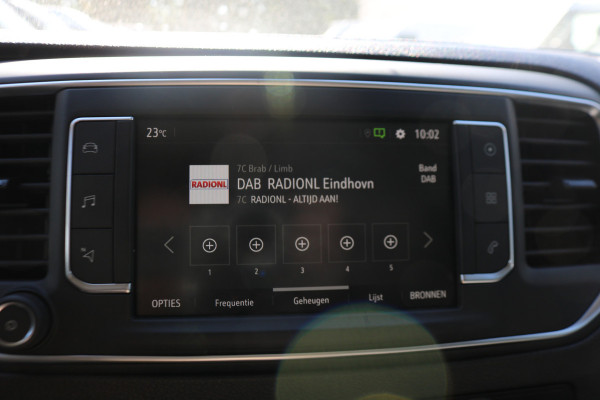 23°C 10:02
7C Brab / Limb
RADIONL
DAB RADIONL Eindhovn
Band
DAB
7C RADIONL - ALTIJD AAN!
1 2 3 4 5
OPTIES Frequentie Geheugen Lijst BRONNEN